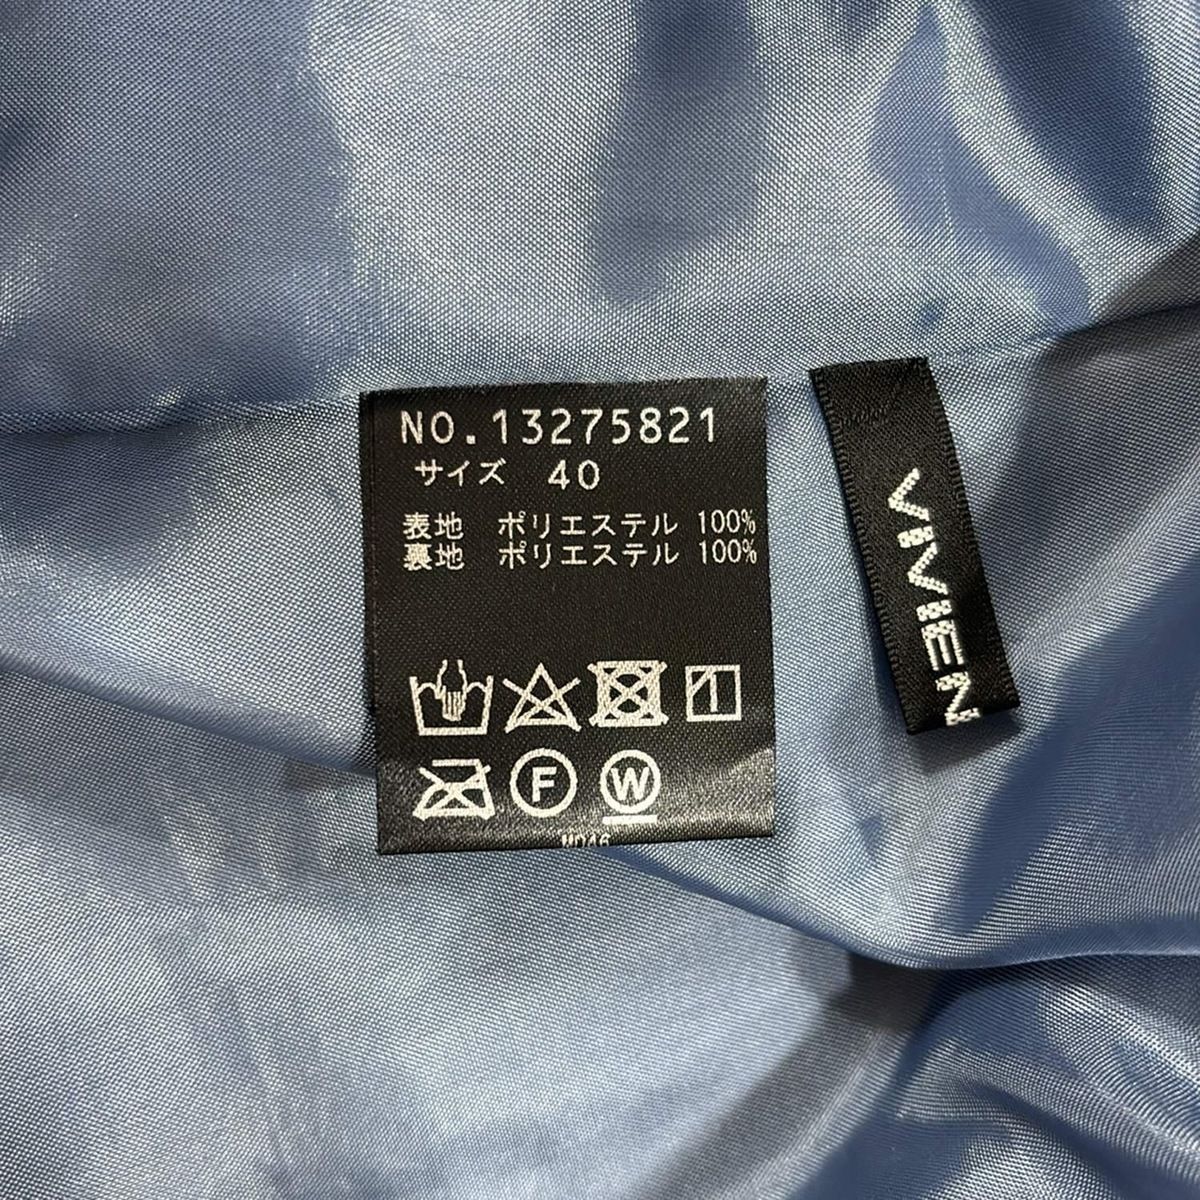 NO.13275821
サイズ 40
表地 ポリエステル 100%
裏地 ポリエステル 100%
F W
VIVIEN